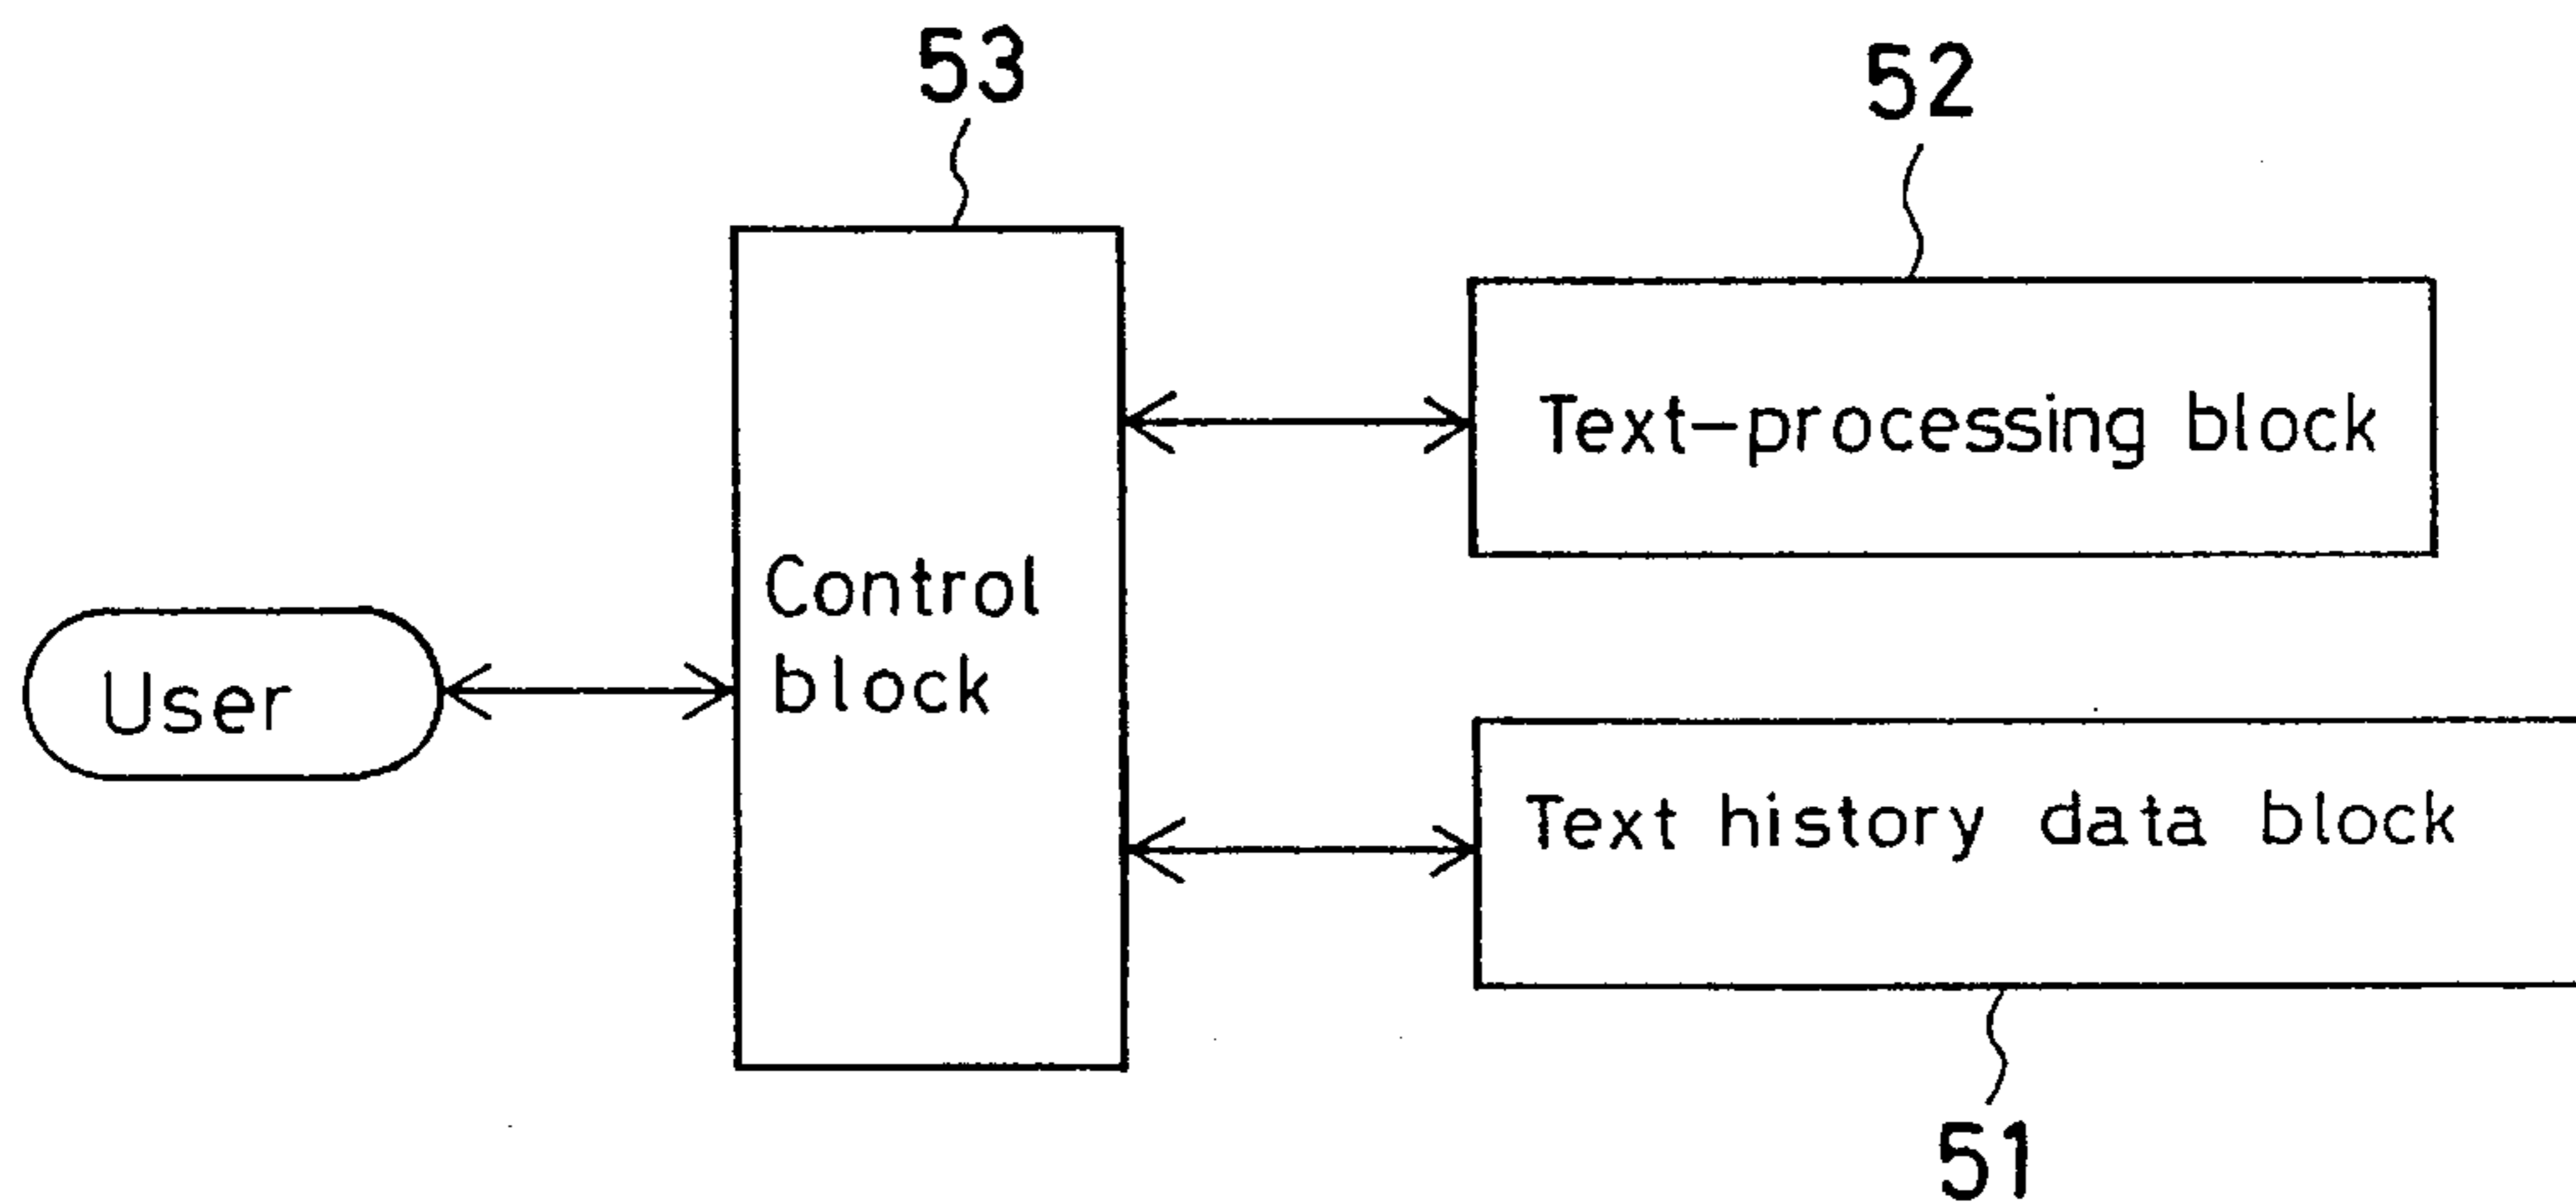 53
52
Text-processing block
Control
block
User
Text history data block
51